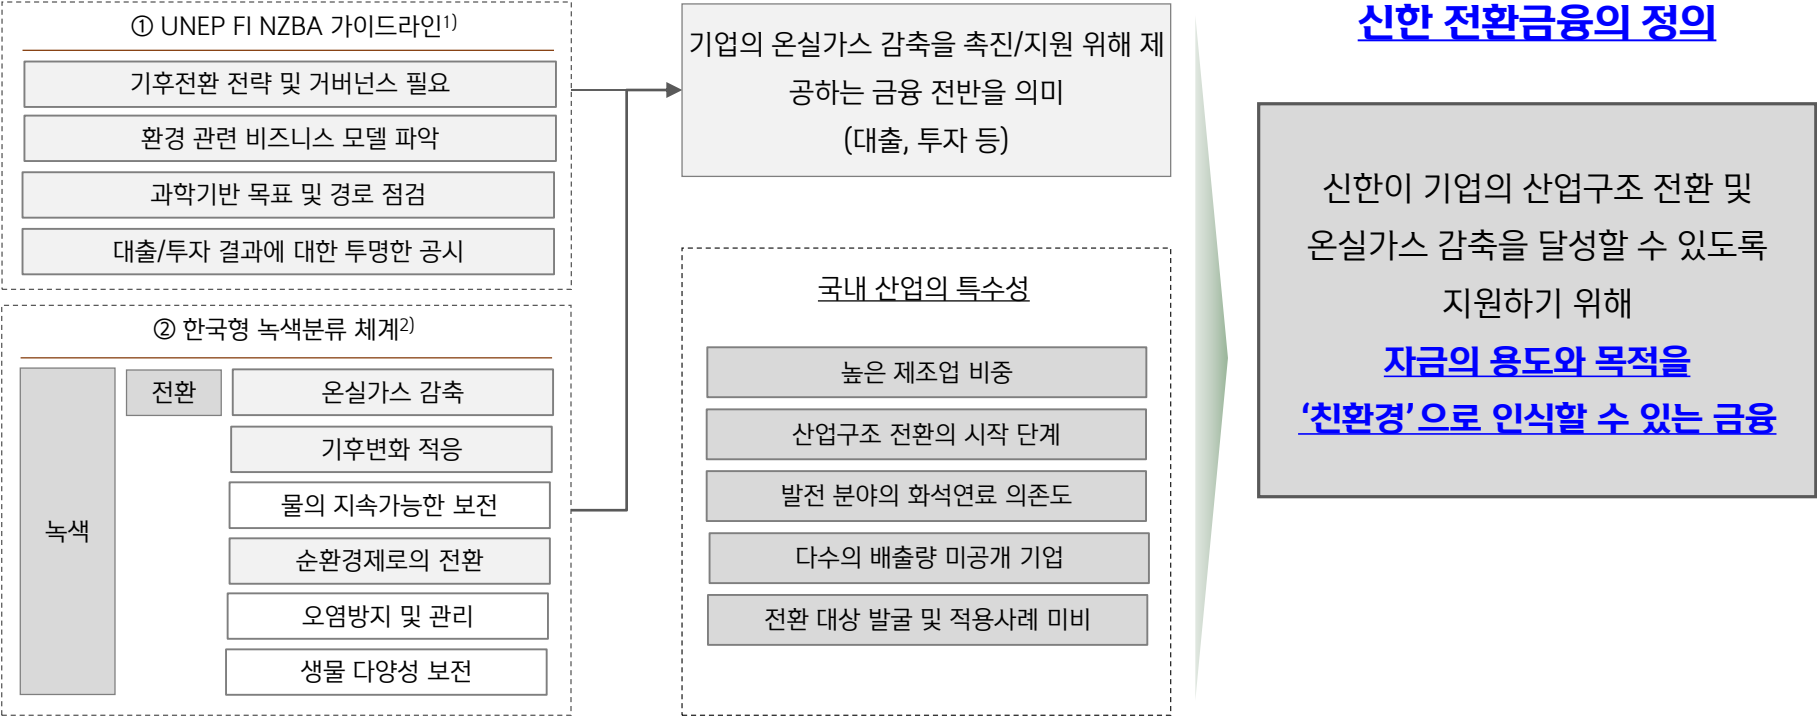 ① UNEP FI NZBA 가이드라인1)
기후전환 전략 및 거버넌스 필요
환경 관련 비즈니스 모델 파악
과학기반 목표 및 경로 점검
대출/투자 결과에 대한 투명한 공시
② 한국형 녹색분류 체계2)
녹색
전환
온실가스 감축
기후변화 적응
물의 지속가능한 보전
순환경제로의 전환
오염방지 및 관리
생물 다양성 보전
기업의 온실가스 감축을 촉진/지원 위해 제
공하는 금융 전반을 의미
(대출, 투자 등)
국내 산업의 특수성
높은 제조업 비중
산업구조 전환의 시작 단계
발전 분야의 화석연료 의존도
다수의 배출량 미공개 기업
전환 대상 발굴 및 적용사례 미비
신한 전환금융의 정의
신한이 기업의 산업구조 전환 및
온실가스 감축을 달성할 수 있도록
지원하기 위해
자금의 용도와 목적을
‘친환경’으로 인식할 수 있는 금융